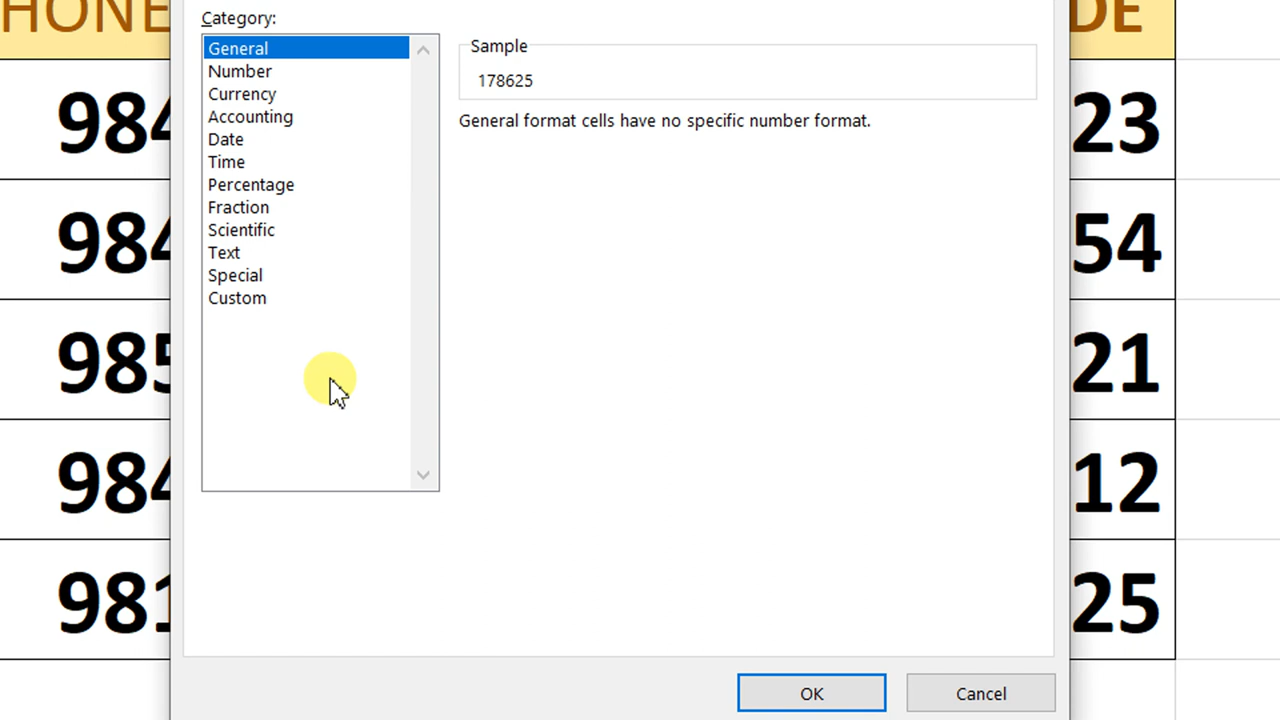 HONE
DE
Category:
General
Number
Currency
Accounting
Date
Time
Percentage
Fraction
Scientific
Text
Special
Custom
Sample
178625
General format cells have no specific number format.
984
23
984
54
985
21
984
12
981
25
OK
Cancel